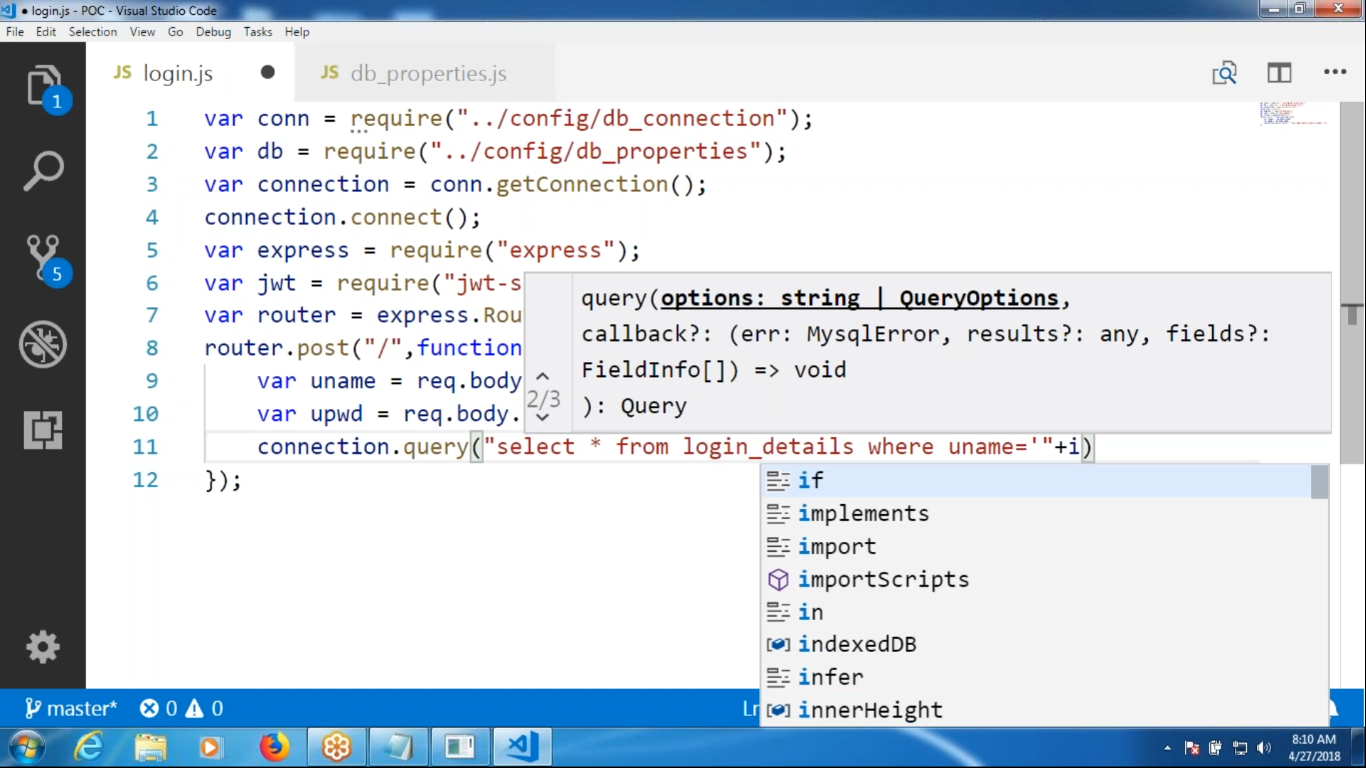 login.js - POC - Visual Studio Code
File Edit Selection View Go Debug Tasks Help
JS login.js ● JS db_properties.js
1
5
1 var conn = require("../config/db_connection");
2 var db = require("../config/db_properties");
3 var connection = conn.getConnection();
4 connection.connect();
5 var express = require("express");
6 var jwt = require("jwt-s
7 var router = express.Rou
8 router.post("/",function
9 var uname = req.body
10 var upwd = req.body.
11 connection.query("select * from login_details where uname='"+i)
12 });
2/3
query(options: string | QueryOptions,
callback?: (err: MysqlError, results?: any, fields?:
FieldInfo[]) => void
): Query
if
implements
import
importScripts
in
indexedDB
infer
innerHeight
master* 0 0 Ln
8:10 AM
4/27/2018